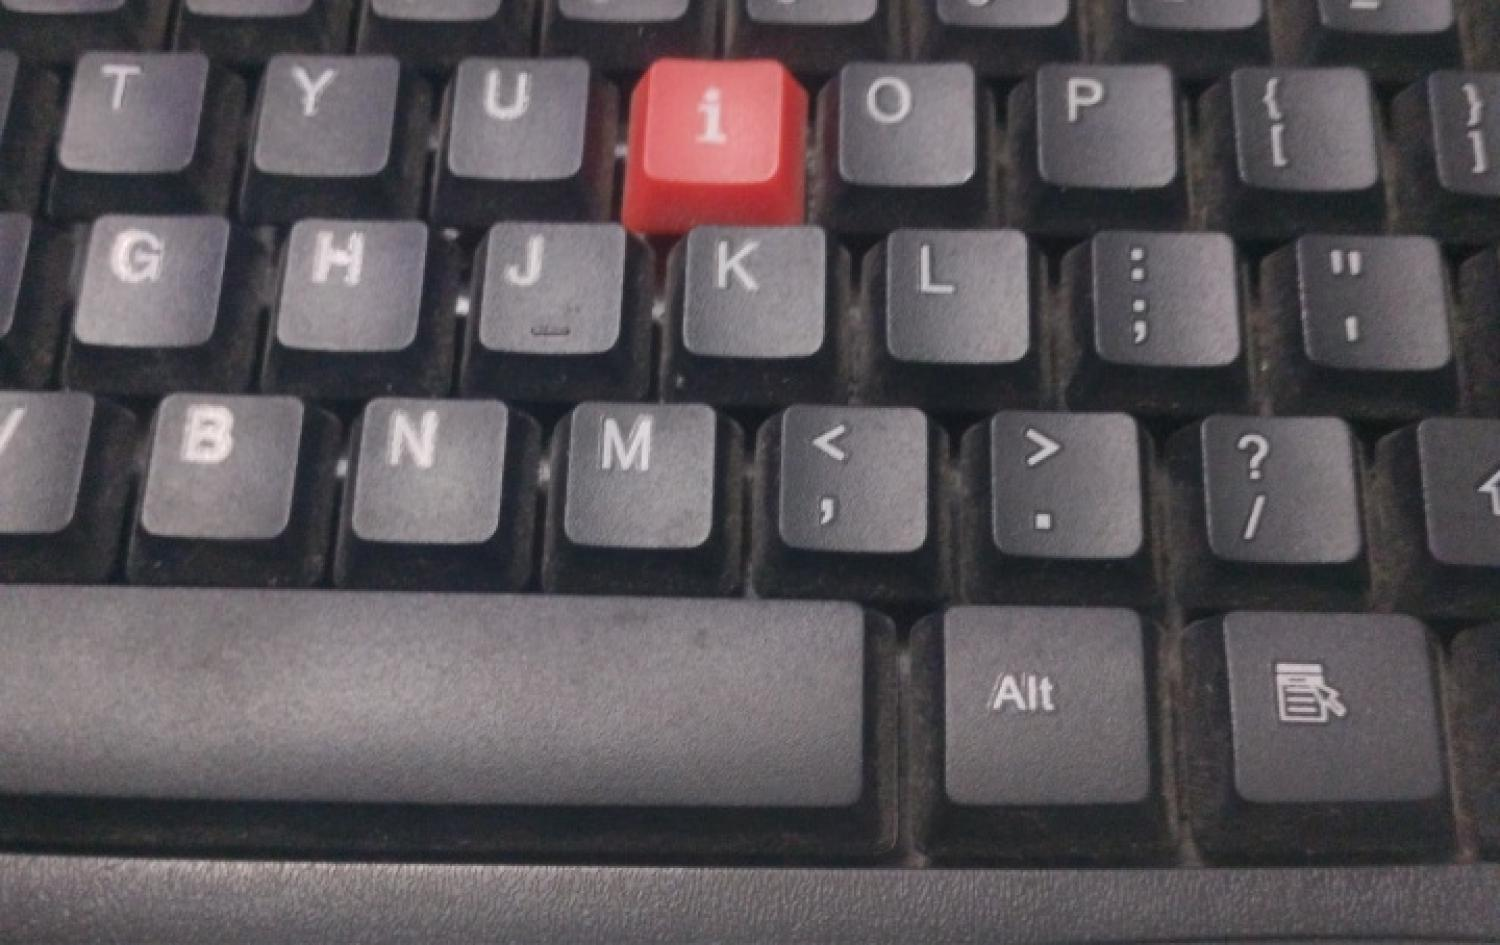 T Y U i O P { }
[ ]
G H J K L : "
; '
B N M < > ?
, . /
Alt